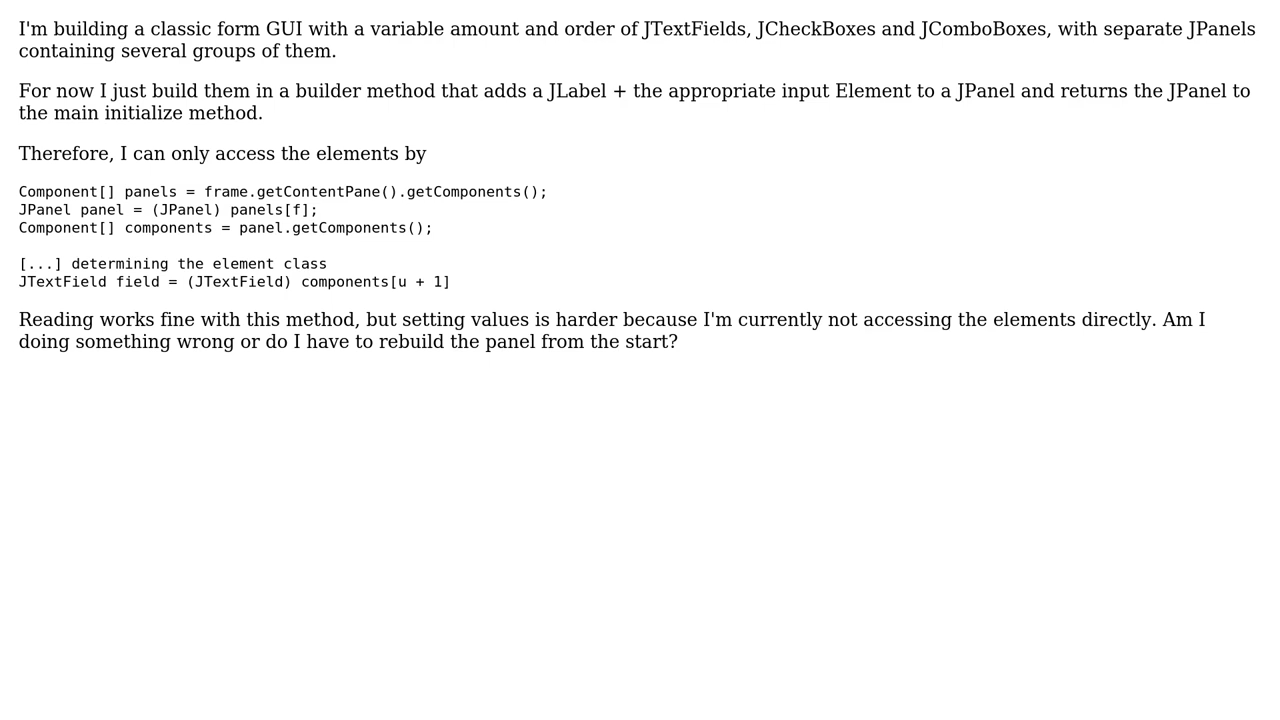 I'm building a classic form GUI with a variable amount and order of JTextFields, JCheckBoxes and JComboBoxes, with separate JPanels
containing several groups of them.
For now I just build them in a builder method that adds a JLabel + the appropriate input Element to a JPanel and returns the JPanel to
the main initialize method.
Therefore, I can only access the elements by
Component[] panels = frame.getContentPane().getComponents();
JPanel panel = (JPanel) panels[f];
Component[] components = panel.getComponents();
[...] determining the element class
JTextField field = (JTextField) components[u + 1]
Reading works fine with this method, but setting values is harder because I'm currently not accessing the elements directly. Am I
doing something wrong or do I have to rebuild the panel from the start?